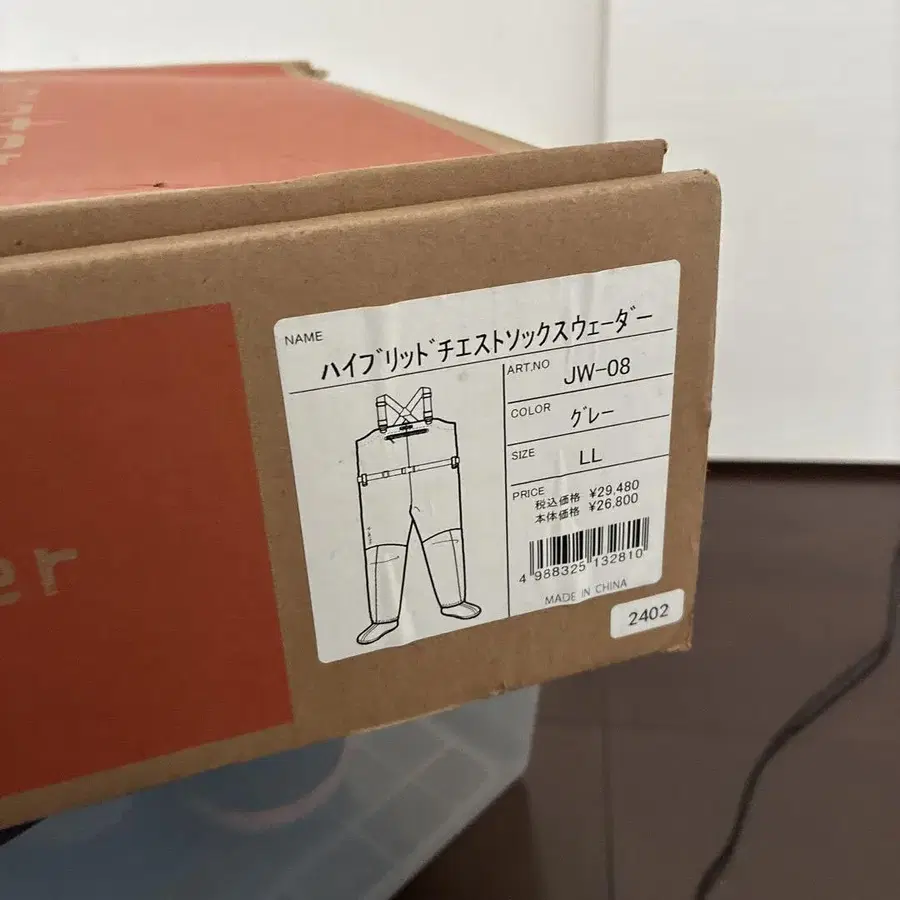 er
NAME
ハイブリッドチエストソックスウェーダー
ART.NO JW-08
COLOR グレー
SIZE LL
PRICE
税込価格 ¥29,480
本体価格 ¥26,800
4 988325 132810
MADE IN CHINA
2402